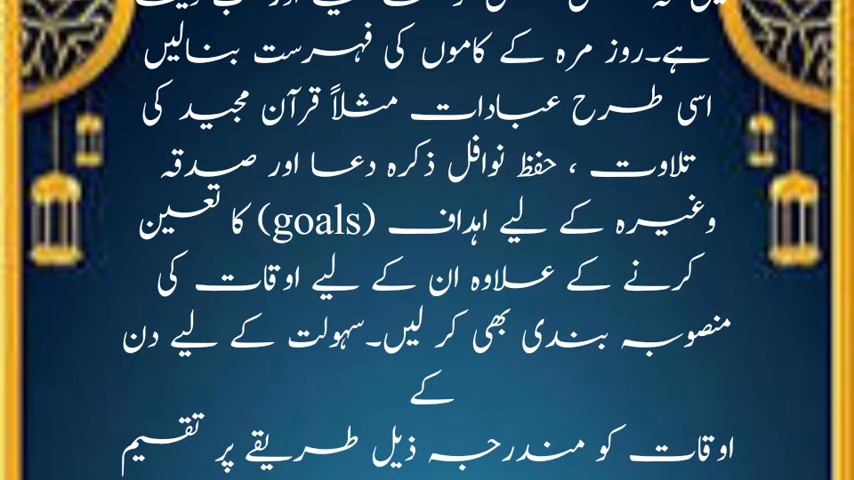 ہے۔روز مرہ کے کاموں کی فہرست بنالیں
اسی طرح عبادات مثلاً قرآن مجید کی
تلاوت ، حفظ نوافل ذکرہ دعا اور صدقہ
وغیرہ کے لیے اہداف (goals) کا تعین
کرنے کے علاوہ ان کے لیے اوقات کی
منصوبہ بندی بھی کر لیں۔سہولت کے لیے دن
کے
اوقات کو مندرجہ ذیل طریقے پر تقسیم